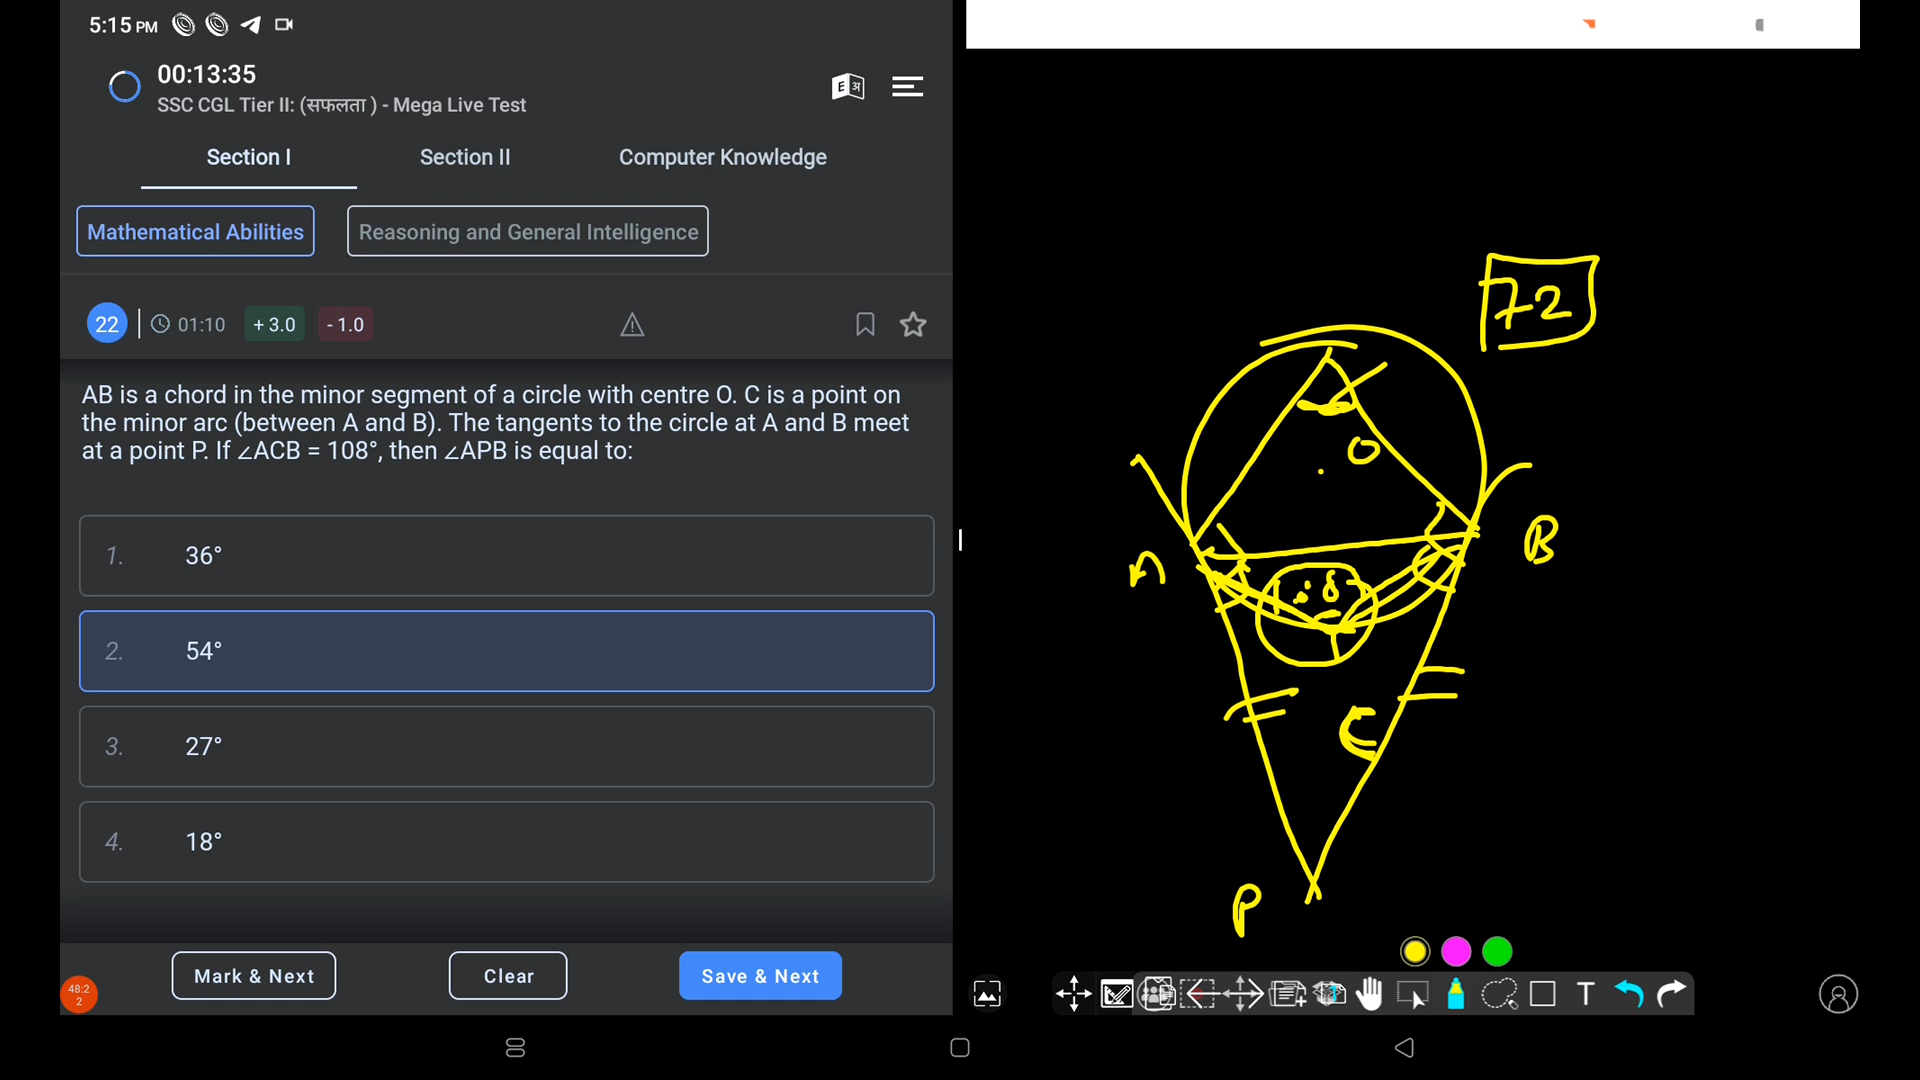 5:15 PM
00:13:35
SSC CGL Tier II: (सफलता ) - Mega Live Test
E अ
Section I
Section II
Computer Knowledge
Mathematical Abilities
Reasoning and General Intelligence
22
01:10
+ 3.0
- 1.0
AB is a chord in the minor segment of a circle with centre O. C is a point on
the minor arc (between A and B). The tangents to the circle at A and B meet
at a point P. If ∠ACB = 108°, then ∠APB is equal to:
1. 36°
2. 54°
3. 27°
4. 18°
Mark & Next
Clear
Save & Next
48:2
2
72
O
A
B
C
P
T